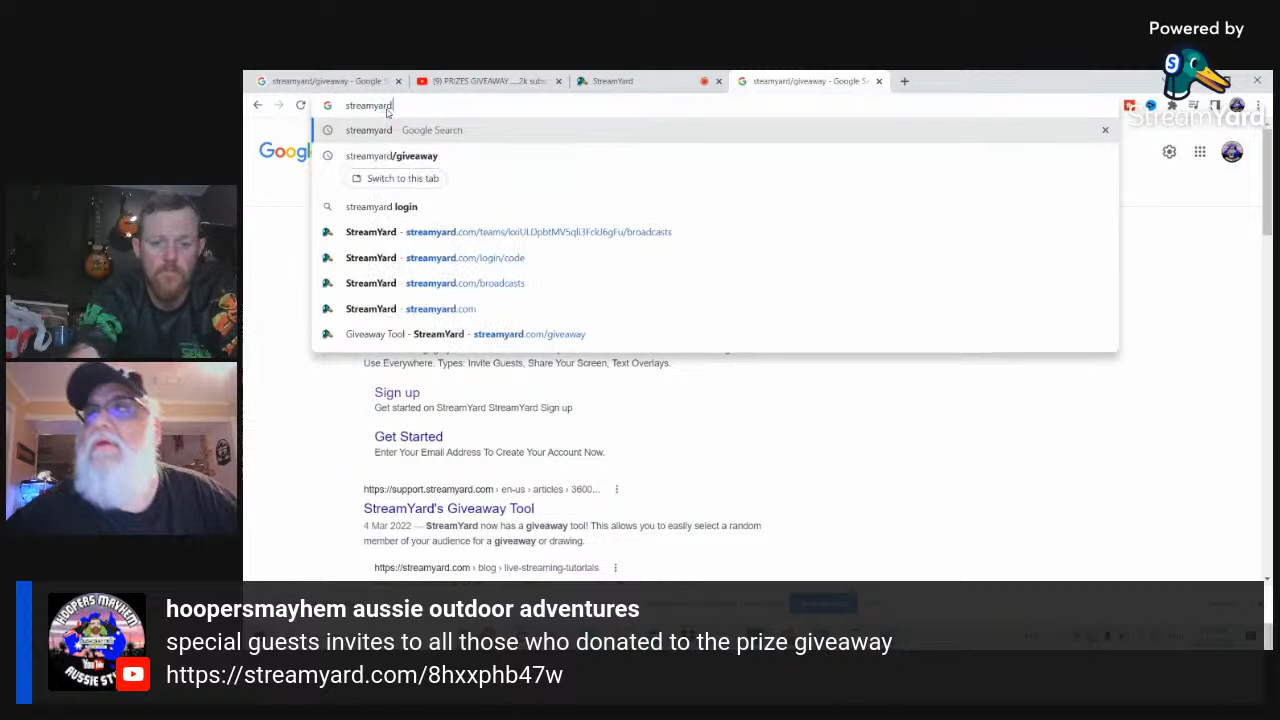 Powered by
StreamYard
streamyard/giveaway - Google S
(9) PRIZES GIVEAWAY.....2k subs
StreamYard
steamyard/giveaway - Google Se
streamyard
streamyard Google Search
streamyard/giveaway
Switch to this tab
streamyard login
StreamYard - streamyard.com/teams/
StreamYard - streamyard.com/login/code
StreamYard - streamyard.com/broadcasts
StreamYard - streamyard.com
Giveaway Tool - StreamYard - streamyard.com/giveaway
Use Everywhere. Types: Invite Guests, Share Your Screen, Text Overlays.
Sign up
Get started on StreamYard StreamYard Sign up
Get Started
Enter Your Email Address To Create Your Account Now.
https://support.streamyard.com › en-us › articles › 3600...
StreamYard's Giveaway Tool
4 Mar 2022 — StreamYard now has a giveaway tool! This allows you to easily select a random
member of your audience for a giveaway or drawing.
https://streamyard.com › blog › live-streaming-tutorials
HOOPERS MAYHEM
hoopersmayhem aussie outdoor adventures
special guests invites to all those who donated to the prize giveaway
https://streamyard.com/8hxxphb47w